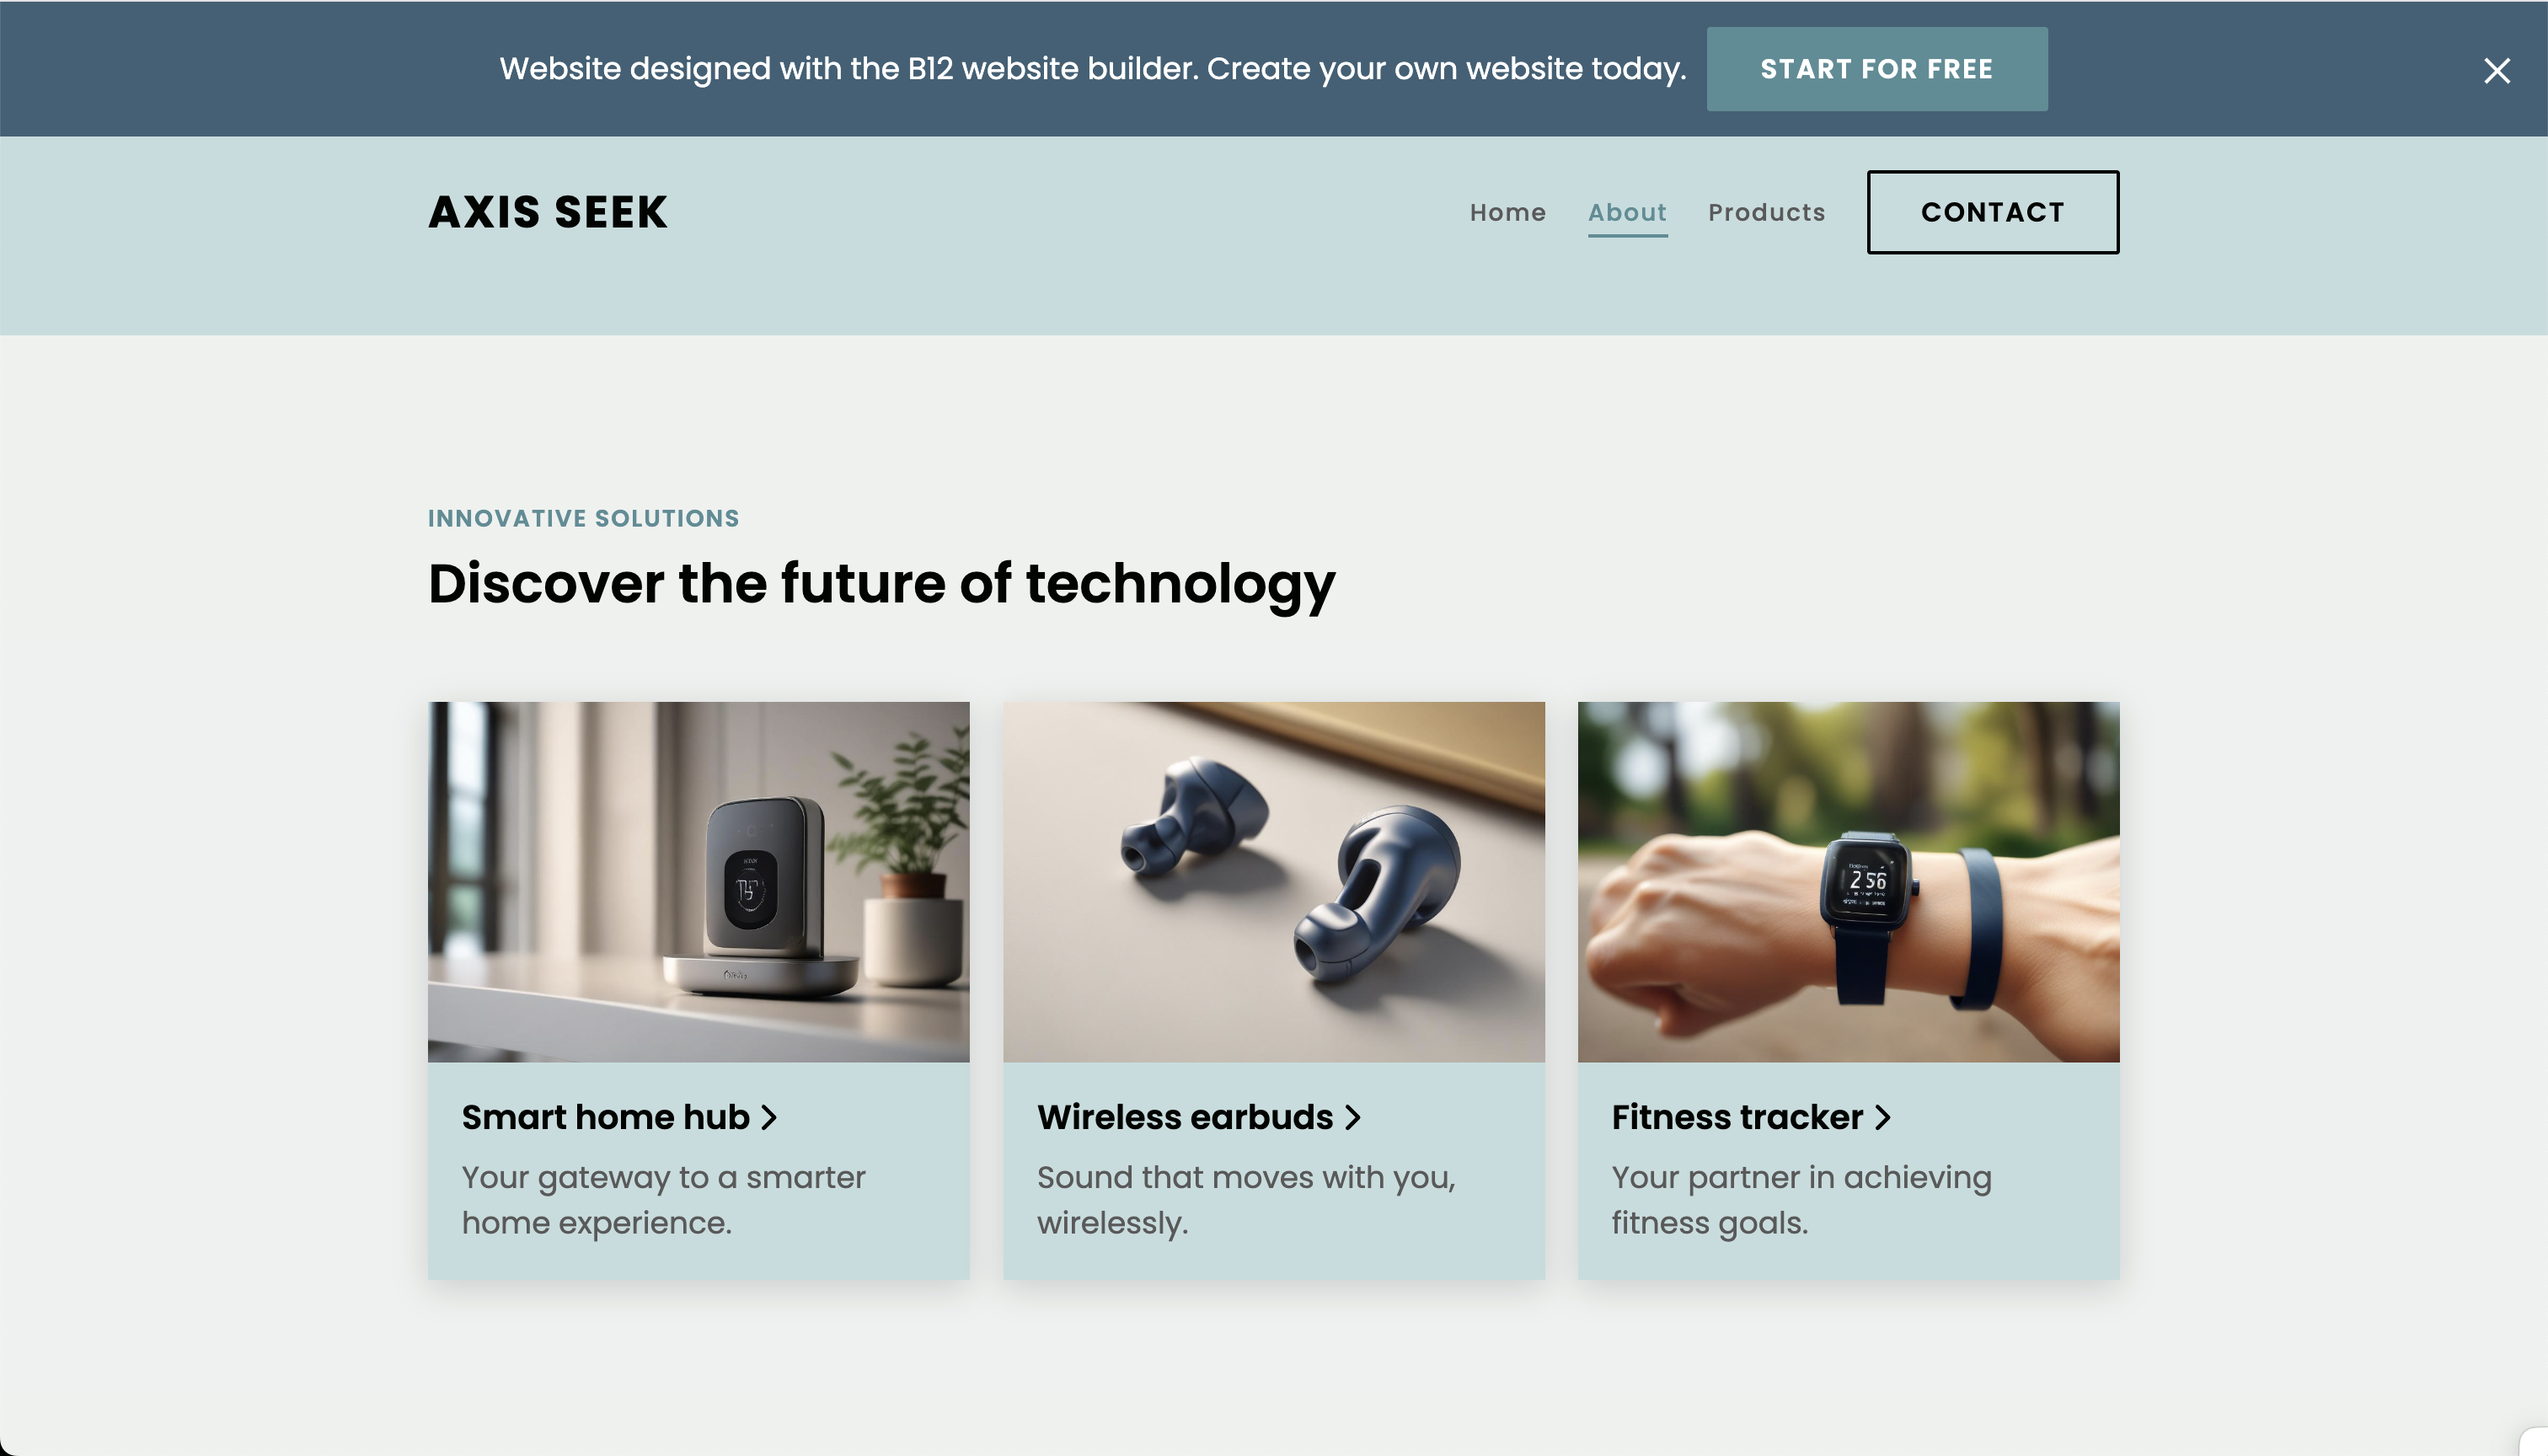 Website designed with the B12 website builder. Create your own website today.
START FOR FREE
AXIS SEEK
Home
About
Products
CONTACT
INNOVATIVE SOLUTIONS
Discover the future of technology
2 56
Smart home hub
Your gateway to a smarter
home experience.
Wireless earbuds
Sound that moves with you,
wirelessly.
Fitness tracker
Your partner in achieving
fitness goals.